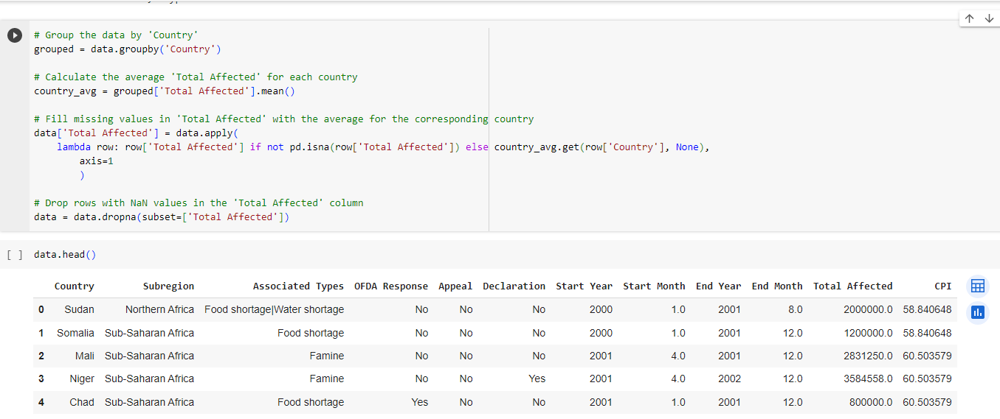 # Group the data by 'Country'
grouped = data.groupby('Country')
# Calculate the average 'Total Affected' for each country
country_avg = grouped['Total Affected'].mean()
# Fill missing values in 'Total Affected' with the average for the corresponding country
data['Total Affected'] = data.apply(
lambda row: row['Total Affected'] if not pd.isna(row['Total Affected']) else country_avg.get(row['Country'], None),
axis=1
)
# Drop rows with NaN values in the 'Total Affected' column
data = data.dropna(subset=['Total Affected'])
[ ] data.head()
Country Subregion Associated Types OFDA Response Appeal Declaration Start Year Start Month End Year End Month Total Affected CPI
0 Sudan Northern Africa Food shortage|Water shortage No No No 2000 1.0 2001 8.0 2000000.0 58.840648
1 Somalia Sub-Saharan Africa Food shortage No No No 2000 1.0 2001 12.0 1200000.0 58.840648
2 Mali Sub-Saharan Africa Famine No No No 2001 4.0 2001 12.0 2831250.0 60.503579
3 Niger Sub-Saharan Africa Famine No No Yes 2001 4.0 2002 12.0 3584558.0 60.503579
4 Chad Sub-Saharan Africa Food shortage Yes No No 2001 1.0 2001 12.0 800000.0 60.503579